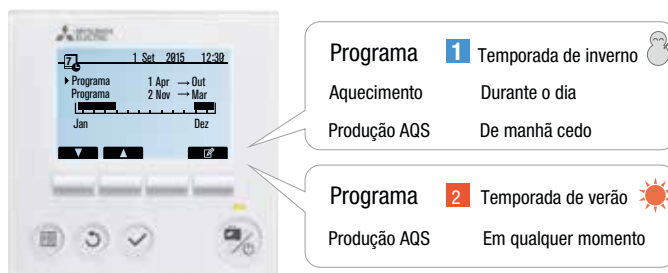 MITSUBISHI
ELECTRIC
7 1 Set 2015 12:30
Programa 1 Apr → Out
Programa 2 Nov → Mar
Jan Dez
Programa 1 Temporada de inverno
Aquecimento Durante o dia
Produção AQS De manhã cedo
Programa 2 Temporada de verão
Produção AQS Em qualquer momento